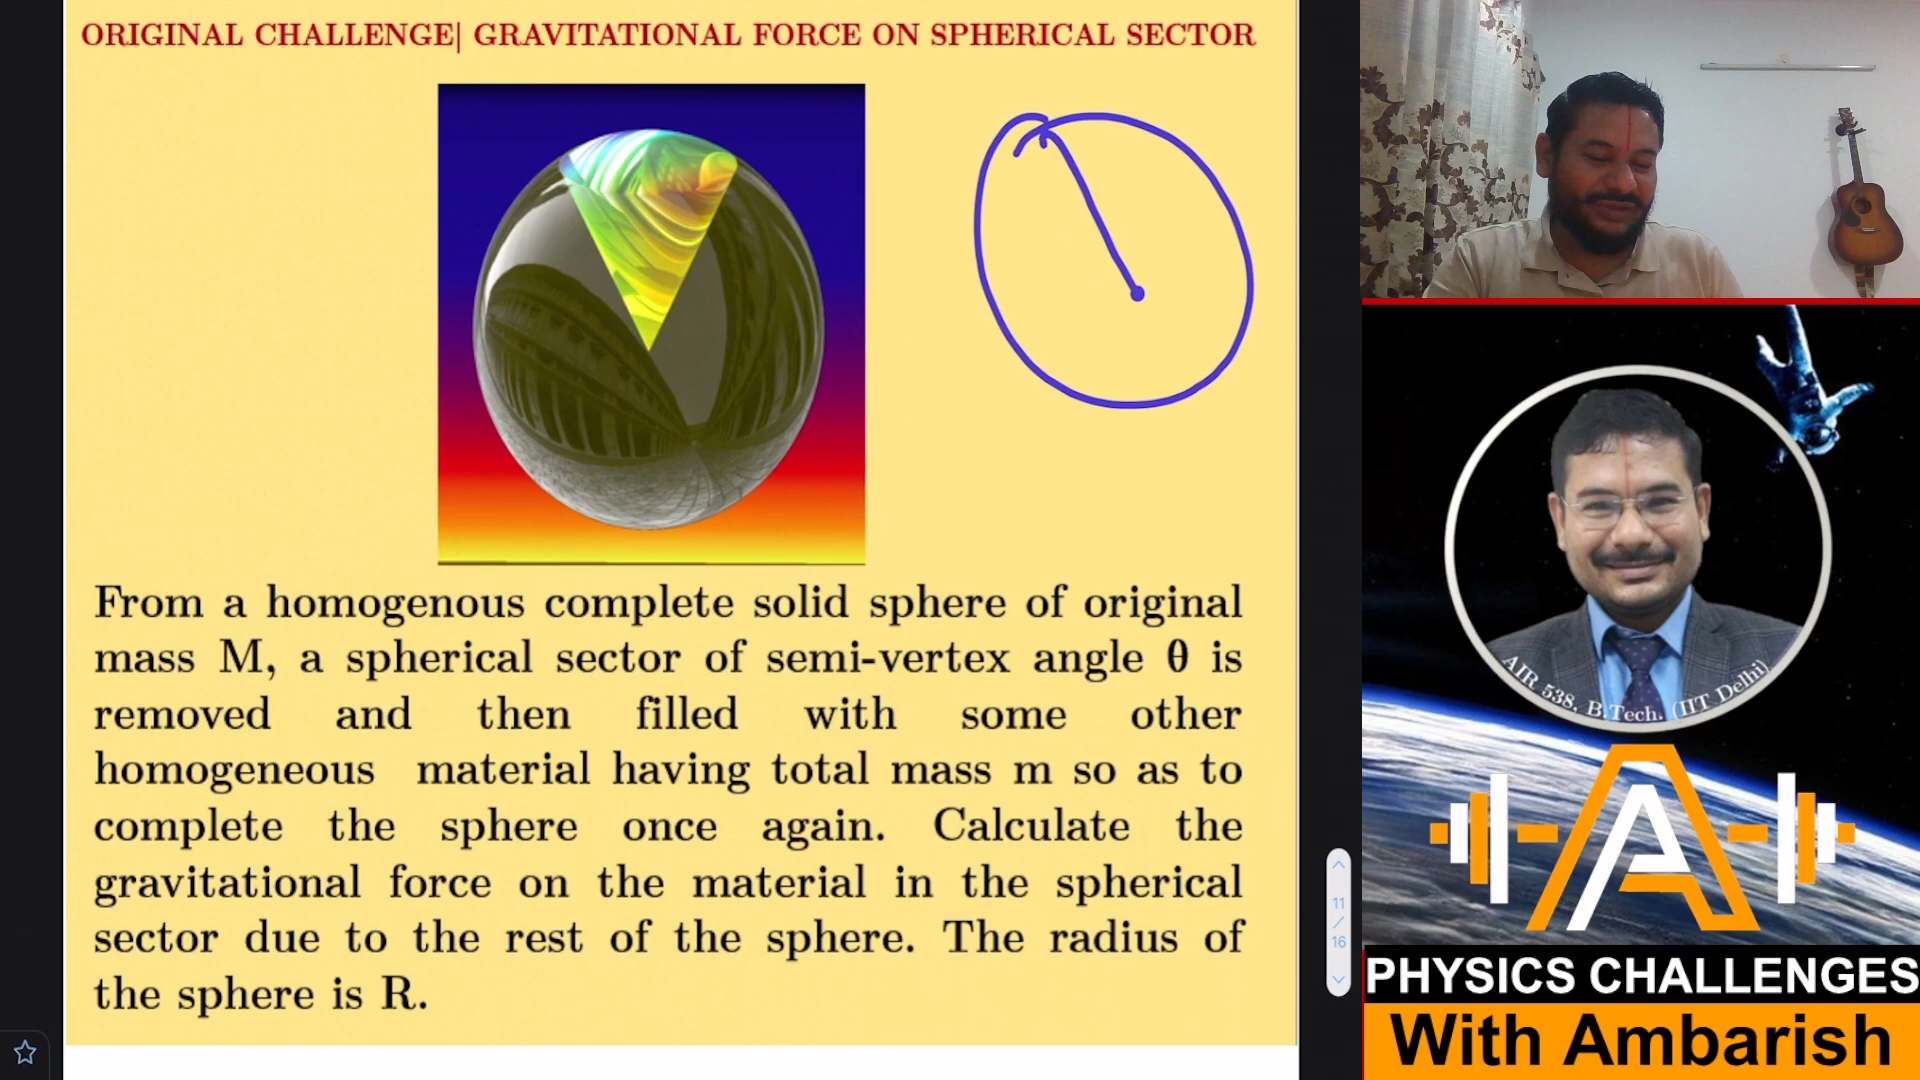 ORIGINAL CHALLENGE| GRAVITATIONAL FORCE ON SPHERICAL SECTOR
From a homogenous complete solid sphere of original
mass M, a spherical sector of semi-vertex angle θ is
removed and then filled with some other
homogeneous material having total mass m so as to
complete the sphere once again. Calculate the
gravitational force on the material in the spherical
sector due to the rest of the sphere. The radius of
the sphere is R.
11
/
16
AIR 538, B.Tech. (IIT Delhi)
A
PHYSICS CHALLENGES
With Ambarish